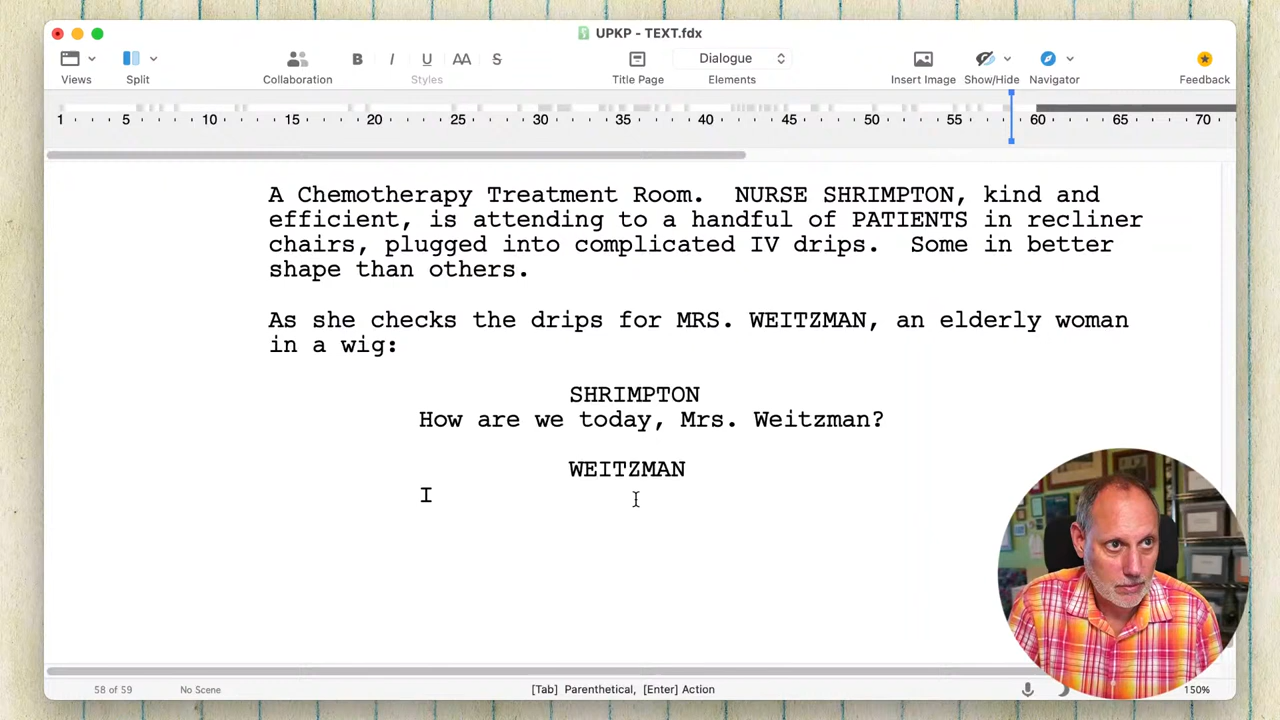 UPKP - TEXT.fdx
Views
Split
Collaboration
B I U AA S
Styles
Title Page
Dialogue
Elements
Insert Image
Show/Hide
Navigator
Feedback
1 5 10 15 20 25 30 35 40 45 50 55 60 65 70
A Chemotherapy Treatment Room.  NURSE SHRIMPTON, kind and
efficient, is attending to a handful of PATIENTS in recliner
chairs, plugged into complicated IV drips.  Some in better
shape than others.
As she checks the drips for MRS. WEITZMAN, an elderly woman
in a wig:
SHRIMPTON
How are we today, Mrs. Weitzman?
WEITZMAN
I
58 of 59
No Scene
[Tab] Parenthetical, [Enter] Action
150%